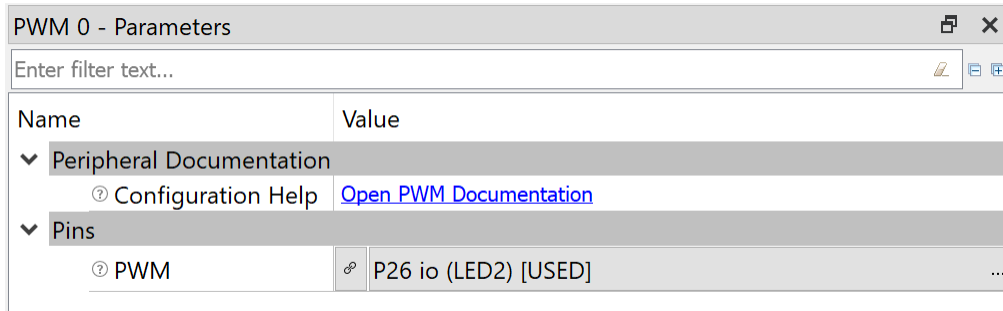 PWM 0 - Parameters
Enter filter text...
Name Value
Peripheral Documentation
Configuration Help Open PWM Documentation
Pins
PWM P26 io (LED2) [USED] ...